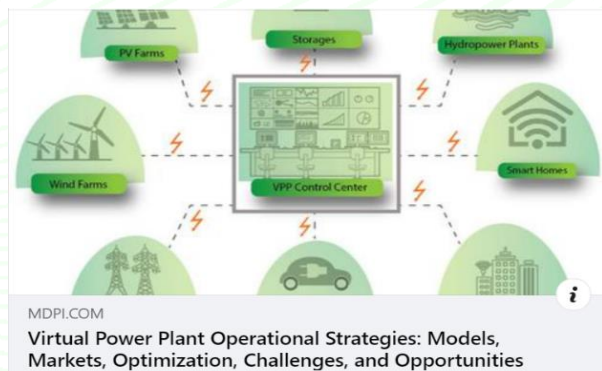 PV Farms
Storages
Hydropower Plants
Wind Farms
VPP Control Center
Smart Homes
i
MDPI.COM
Virtual Power Plant Operational Strategies: Models,
Markets, Optimization, Challenges, and Opportunities